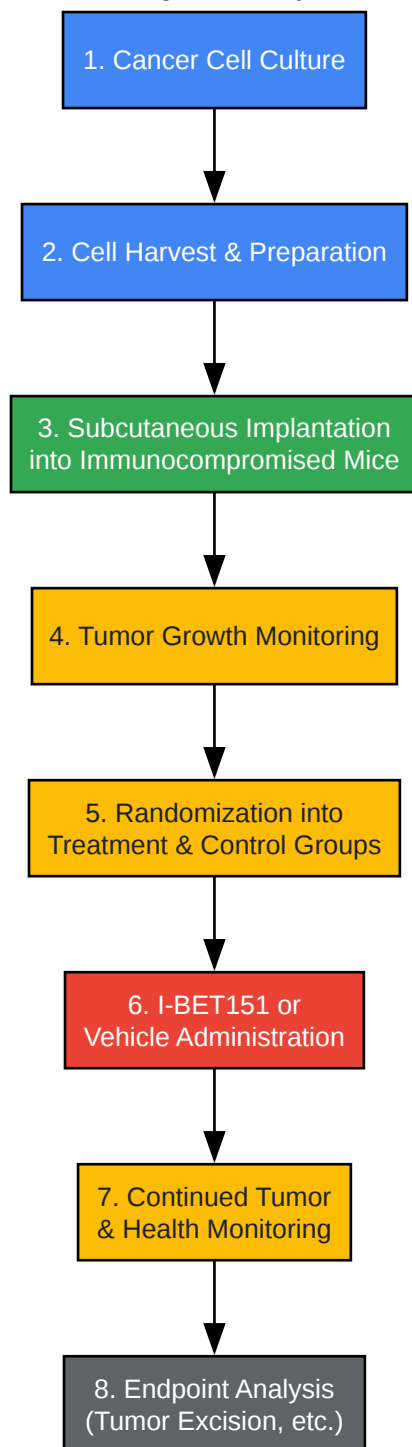 1. Cancer Cell Culture
2. Cell Harvest & Preparation
3. Subcutaneous Implantation
into Immunocompromised Mice
4. Tumor Growth Monitoring
5. Randomization into
Treatment & Control Groups
6. I-BET151 or
Vehicle Administration
7. Continued Tumor
& Health Monitoring
8. Endpoint Analysis
(Tumor Excision, etc.)